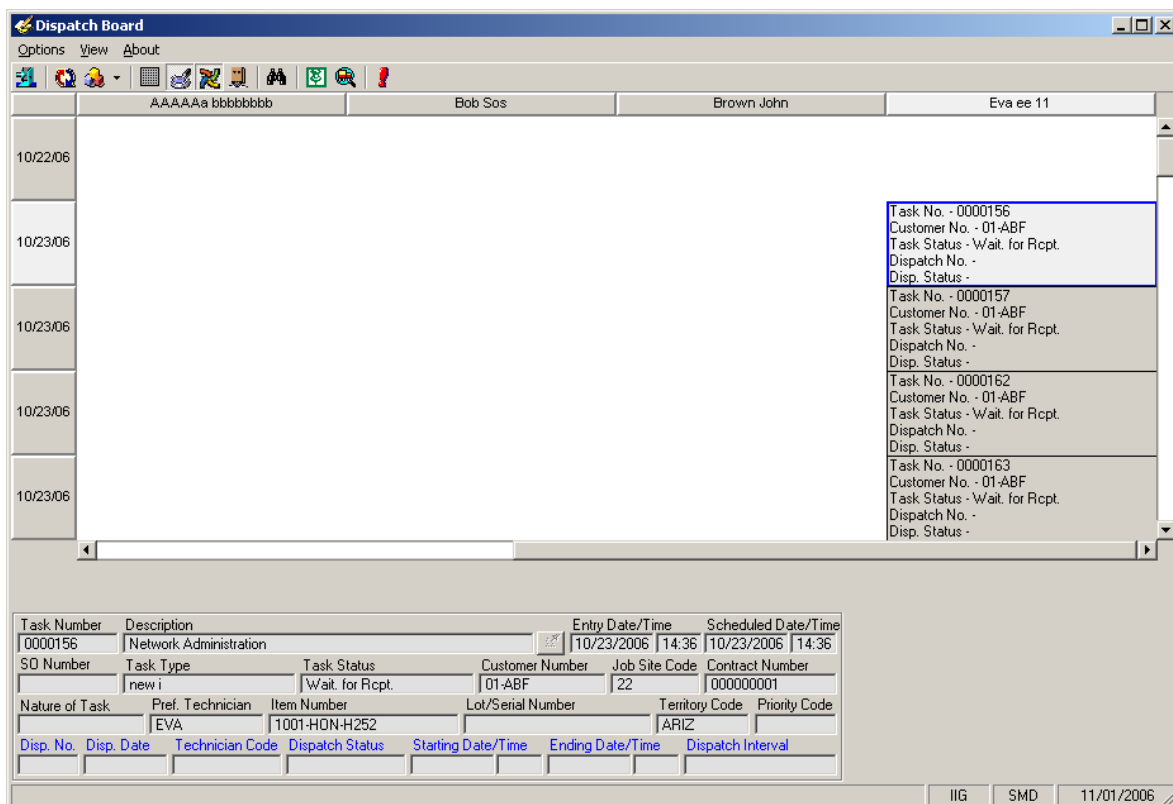 Dispatch Board
Options View About
AAAAAa bbbbbbbb Bob Sos Brown John Eva ee 11
10/22/06
10/23/06
Task No. - 0000156
Customer No. - 01-ABF
Task Status - Wait. for Rcpt.
Dispatch No. -
Disp. Status -
10/23/06
Task No. - 0000157
Customer No. - 01-ABF
Task Status - Wait. for Rcpt.
Dispatch No. -
Disp. Status -
10/23/06
Task No. - 0000162
Customer No. - 01-ABF
Task Status - Wait. for Rcpt.
Dispatch No. -
Disp. Status -
10/23/06
Task No. - 0000163
Customer No. - 01-ABF
Task Status - Wait. for Rcpt.
Dispatch No. -
Disp. Status -
Task Number Description Entry Date/Time Scheduled Date/Time
0000156 Network Administration 10/23/2006 14:36 10/23/2006 14:36
SO Number Task Type Task Status Customer Number Job Site Code Contract Number
new i Wait. for Rcpt. 01-ABF 22 000000001
Nature of Task Pref. Technician Item Number Lot/Serial Number Territory Code Priority Code
EVA 1001-HON-H252 ARIZ
Disp. No. Disp. Date Technician Code Dispatch Status Starting Date/Time Ending Date/Time Dispatch Interval
IIG SMD 11/01/2006